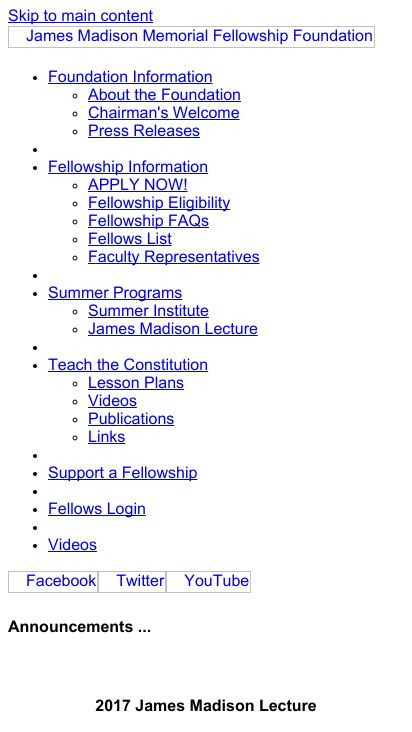 Skip to main content
James Madison Memorial Fellowship Foundation
Foundation Information
About the Foundation
Chairman's Welcome
Press Releases
Fellowship Information
APPLY NOW!
Fellowship Eligibility
Fellowship FAQs
Fellows List
Faculty Representatives
Summer Programs
Summer Institute
James Madison Lecture
Teach the Constitution
Lesson Plans
Videos
Publications
Links
Support a Fellowship
Fellows Login
Videos
Facebook Twitter YouTube
Announcements ...
2017 James Madison Lecture